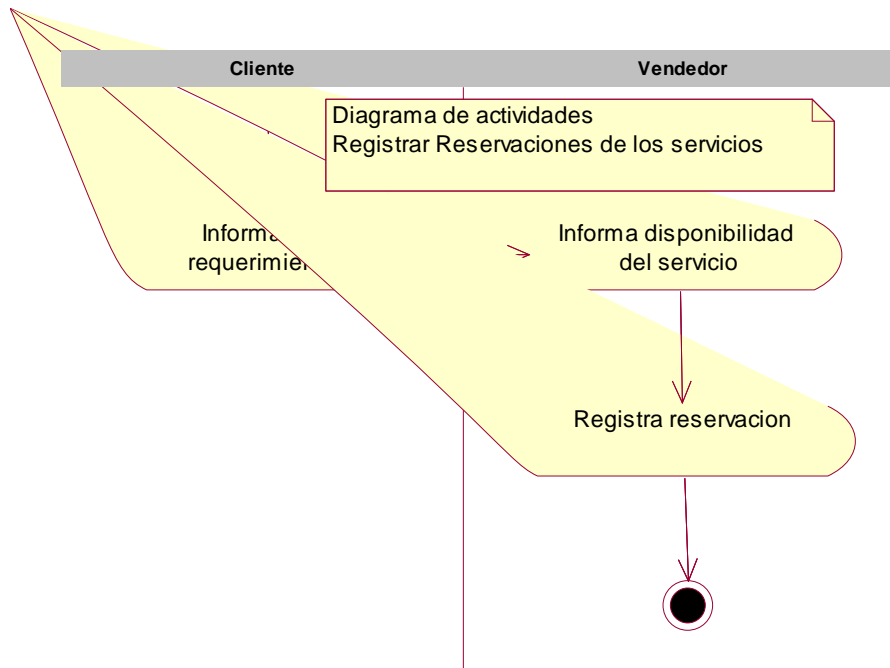 Cliente
Vendedor
Diagrama de actividades
Registrar Reservaciones de los servicios
Informa disponibilidad
del servicio
Registra reservacion